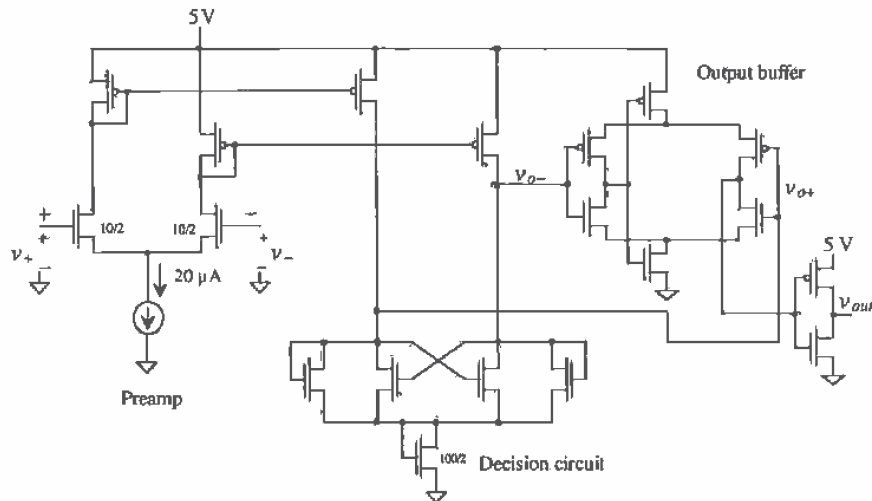 5 V
Output buffer
v_{o-}
v_{o+}
10/2
10/2
v_+
v_-
20 μA
5 V
v_{out}
Preamp
100/2
Decision circuit